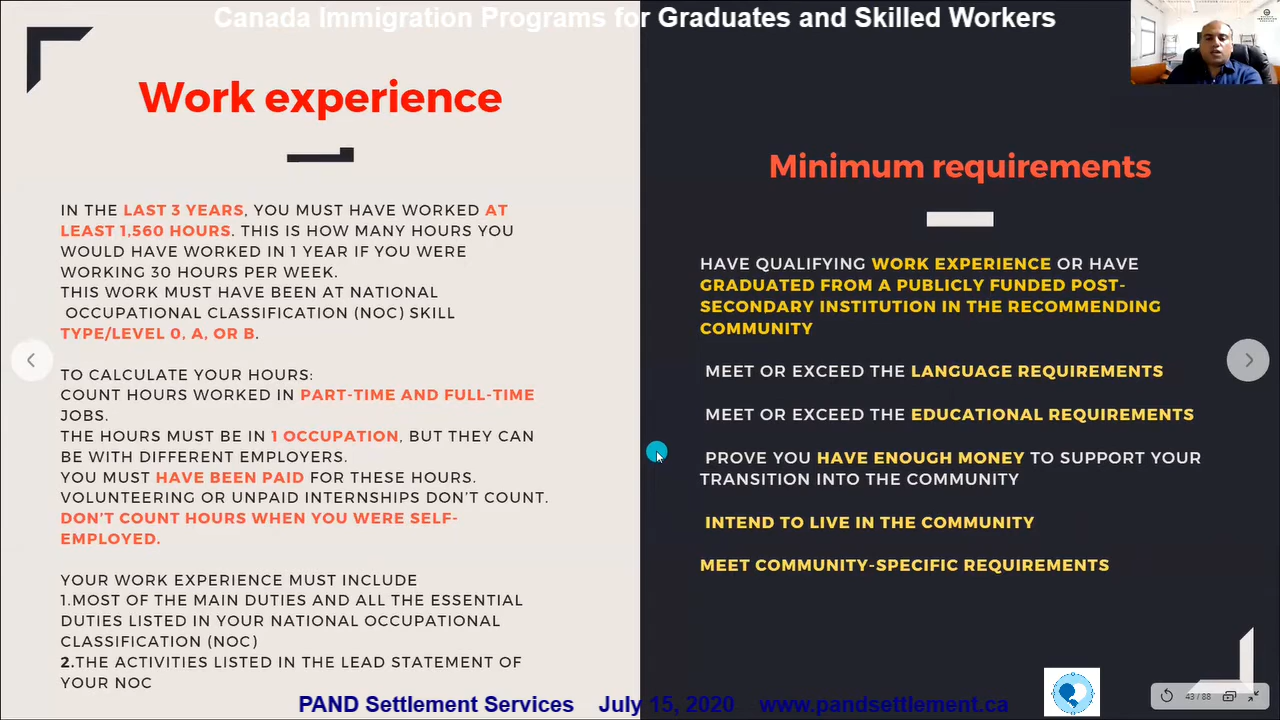 Canada Immigration Programs for Graduates and Skilled Workers
Work experience
IN THE LAST 3 YEARS, YOU MUST HAVE WORKED AT
LEAST 1,560 HOURS. THIS IS HOW MANY HOURS YOU
WOULD HAVE WORKED IN 1 YEAR IF YOU WERE
WORKING 30 HOURS PER WEEK.
THIS WORK MUST HAVE BEEN AT NATIONAL
OCCUPATIONAL CLASSIFICATION (NOC) SKILL
TYPE/LEVEL 0, A, OR B.
TO CALCULATE YOUR HOURS:
COUNT HOURS WORKED IN PART-TIME AND FULL-TIME
JOBS.
THE HOURS MUST BE IN 1 OCCUPATION, BUT THEY CAN
BE WITH DIFFERENT EMPLOYERS.
YOU MUST HAVE BEEN PAID FOR THESE HOURS.
VOLUNTEERING OR UNPAID INTERNSHIPS DON'T COUNT.
DON'T COUNT HOURS WHEN YOU WERE SELF-
EMPLOYED.
YOUR WORK EXPERIENCE MUST INCLUDE
1.MOST OF THE MAIN DUTIES AND ALL THE ESSENTIAL
DUTIES LISTED IN YOUR NATIONAL OCCUPATIONAL
CLASSIFICATION (NOC)
2.THE ACTIVITIES LISTED IN THE LEAD STATEMENT OF
YOUR NOC
Minimum requirements
HAVE QUALIFYING WORK EXPERIENCE OR HAVE
GRADUATED FROM A PUBLICLY FUNDED POST-
SECONDARY INSTITUTION IN THE RECOMMENDING
COMMUNITY
MEET OR EXCEED THE LANGUAGE REQUIREMENTS
MEET OR EXCEED THE EDUCATIONAL REQUIREMENTS
PROVE YOU HAVE ENOUGH MONEY TO SUPPORT YOUR
TRANSITION INTO THE COMMUNITY
INTEND TO LIVE IN THE COMMUNITY
MEET COMMUNITY-SPECIFIC REQUIREMENTS
43 / 88
PAND Settlement Services July 15, 2020 www.pandsettlement.ca